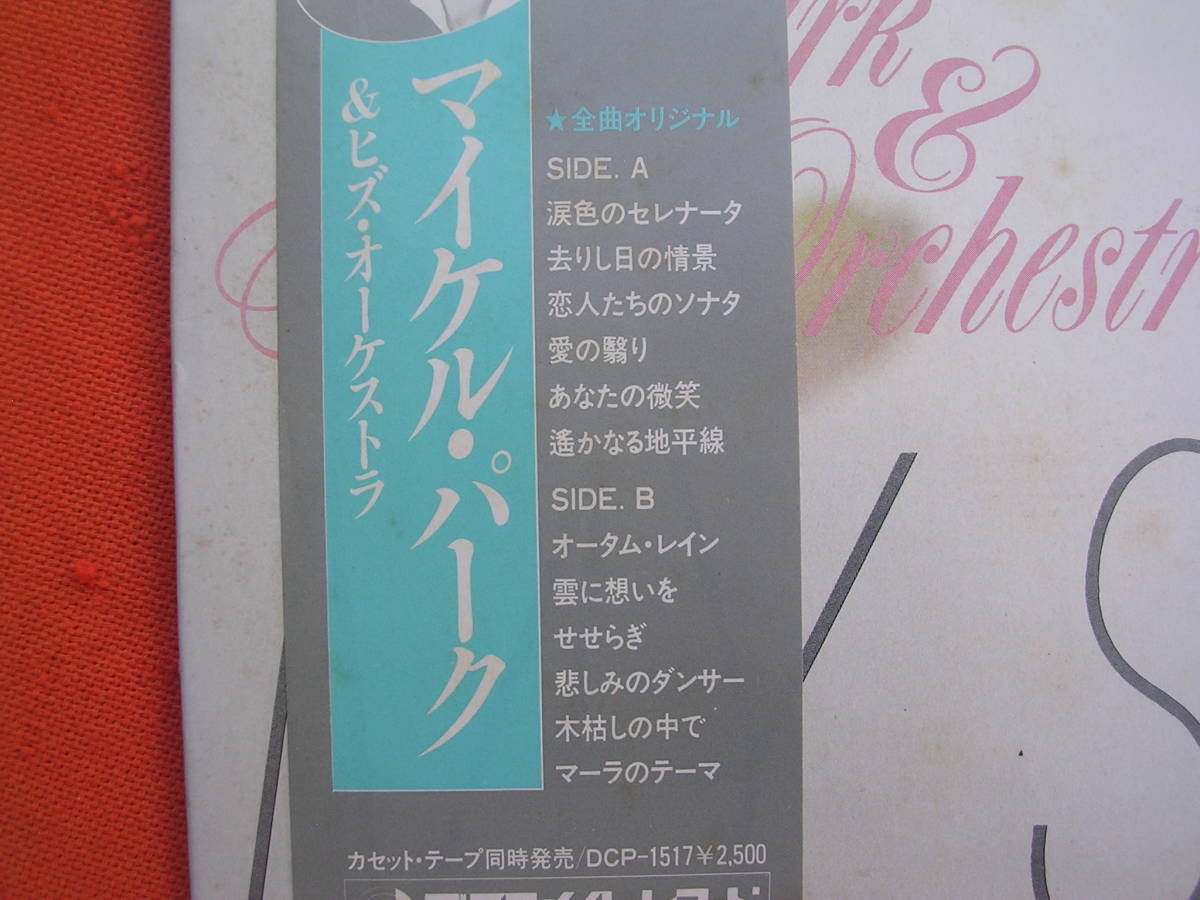 マイケル・パーク
&ヒズ・オーケストラ
★全曲オリジナル
SIDE. A
涙色のセレナータ
去りし日の情景
恋人たちのソナタ
愛の翳り
あなたの微笑
遙かなる地平線
SIDE. B
オータム・レイン
雲に想いを
せせらぎ
悲しみのダンサー
木枯しの中で
マーラのテーマ
カセット・テープ同時発売/DCP-1517¥2,500
&
Orchestr